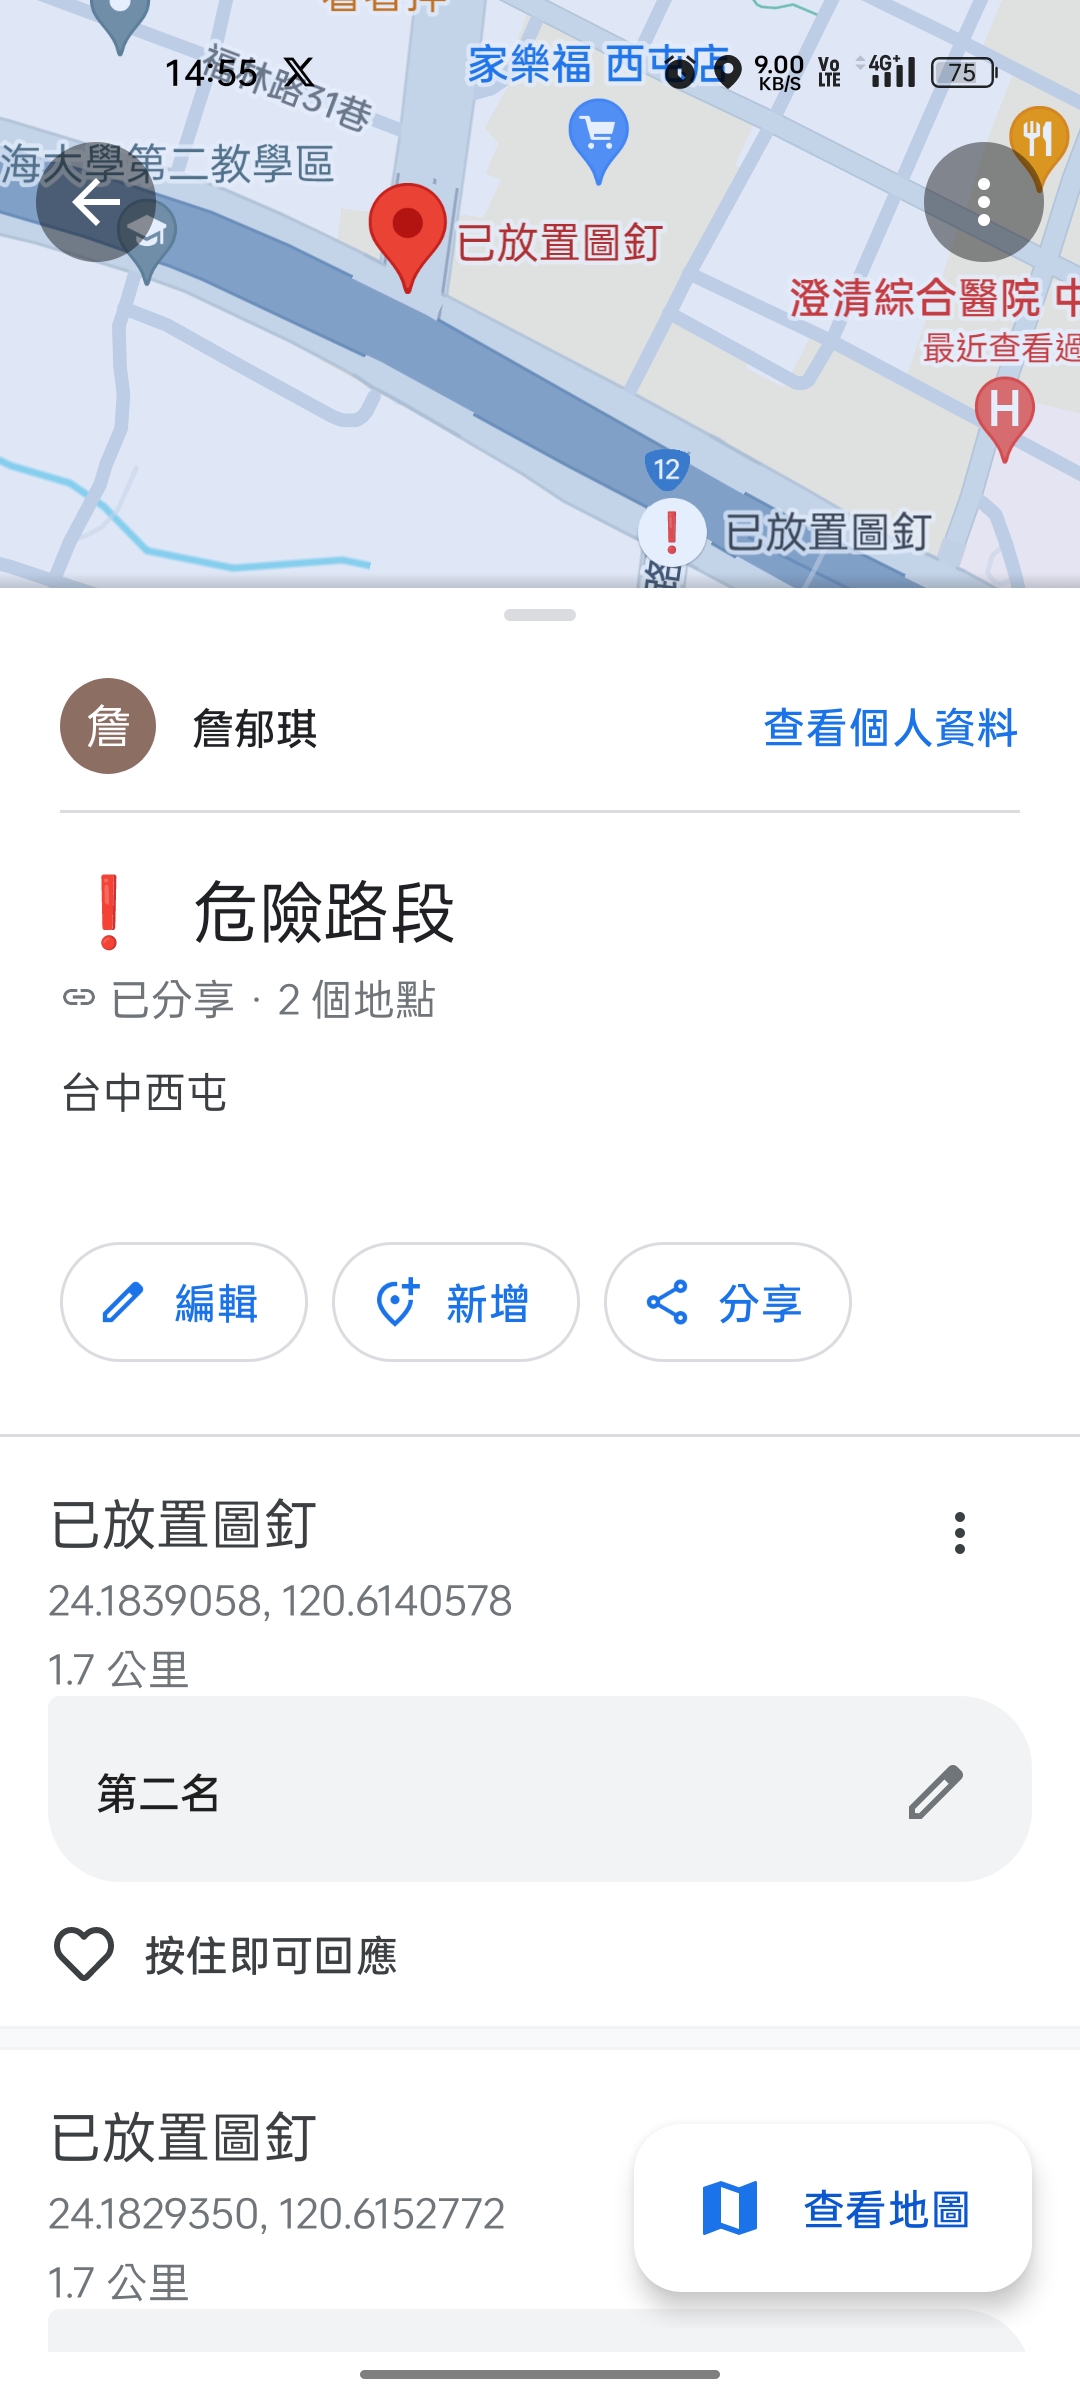 14:55
9.00
KB/S
Vo
LTE
4G+
75
福林路31巷
家樂福 西屯店
海大學第二教學區
已放置圖釘
澄清綜合醫院 中
最近查看過
H
12
已放置圖釘
路
詹
詹郁琪
查看個人資料
危險路段
已分享 · 2 個地點
台中西屯
編輯
新增
分享
已放置圖釘
24.1839058, 120.6140578
1.7 公里
第二名
按住即可回應
已放置圖釘
24.1829350, 120.6152772
1.7 公里
查看地圖